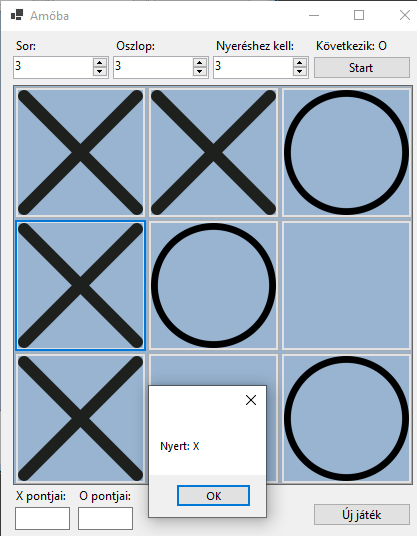 Amőba
Sor: Oszlop: Nyeréshez kell: Következik: O
3 3 3 Start
Nyert: X
OK
X pontjai: O pontjai:
Új játék